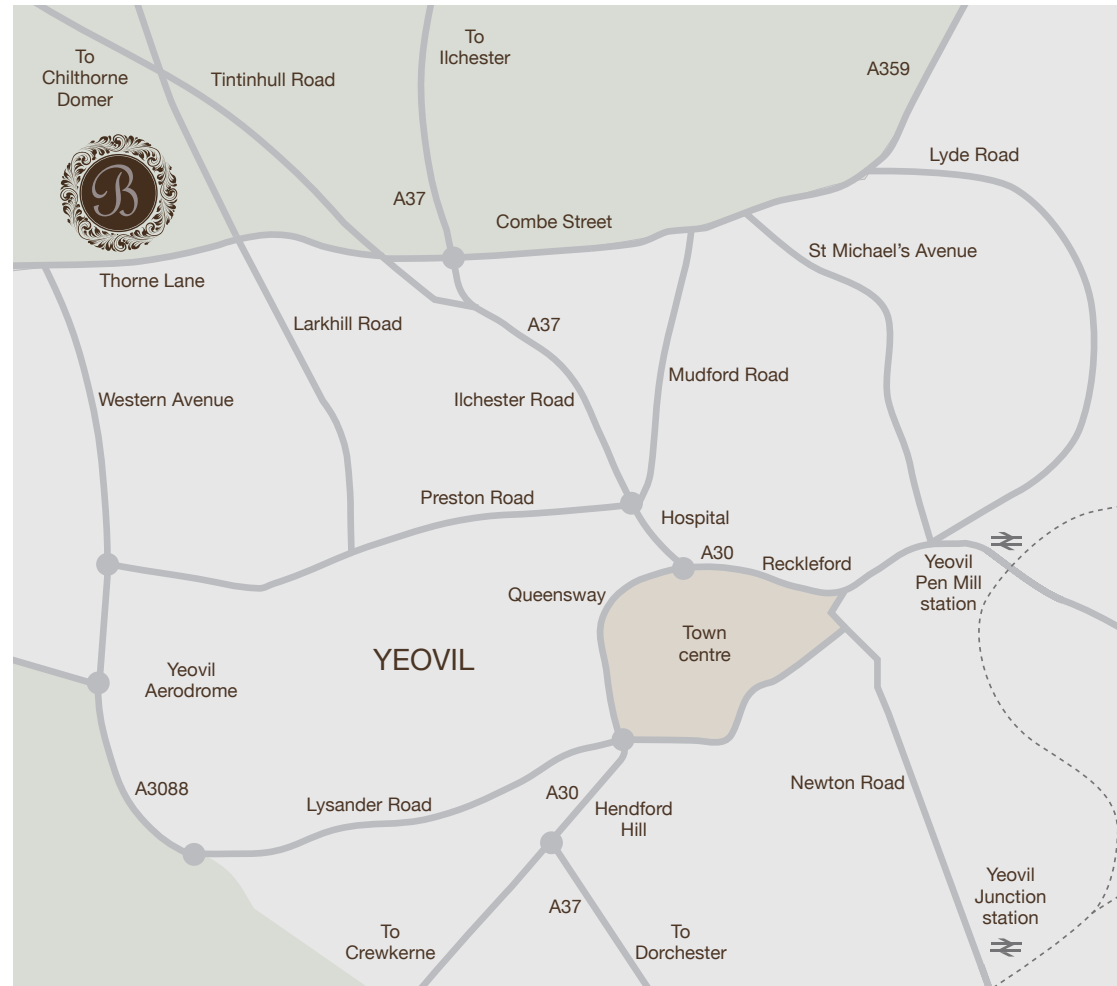 To
Chilthorne
Domer
Tintinhull Road
To
Ilchester
A359
Lyde Road
B
A37
Combe Street
St Michael's Avenue
Thorne Lane
Larkhill Road
A37
Western Avenue
Ilchester Road
Mudford Road
Preston Road
Hospital
A30
Reckleford
Yeovil
Pen Mill
station
Queensway
Town
centre
YEOVIL
Yeovil
Aerodrome
A3088
Lysander Road
A30
Hendford
Hill
Newton Road
Yeovil
Junction
station
A37
To
Crewkerne
To
Dorchester